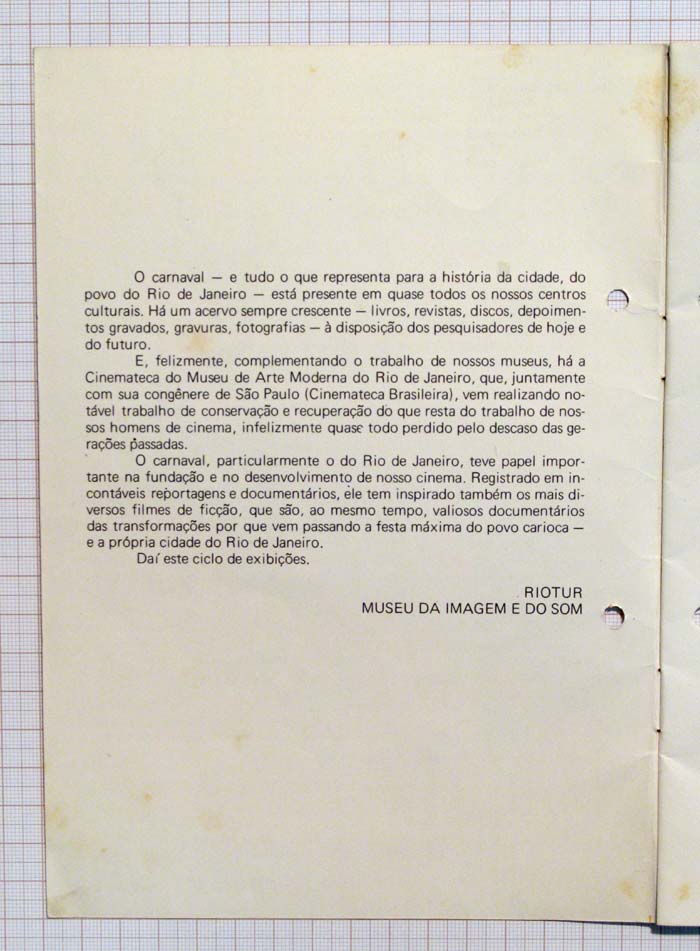 O carnaval — e tudo o que representa para a história da cidade, do
povo do Rio de Janeiro — está presente em quase todos os nossos centros
culturais. Há um acervo sempre crescente — livros, revistas, discos, depoimen-
tos gravados, gravuras, fotografias — à disposição dos pesquisadores de hoje e
do futuro.
E, felizmente, complementando o trabalho de nossos museus, há a
Cinemateca do Museu de Arte Moderna do Rio de Janeiro, que, juntamente
com sua congênere de São Paulo (Cinemateca Brasileira), vem realizando no-
tável trabalho de conservação e recuperação do que resta do trabalho de nos-
sos homens de cinema, infelizmente quase todo perdido pelo descaso das ge-
rações passadas.
O carnaval, particularmente o do Rio de Janeiro, teve papel impor-
tante na fundação e no desenvolvimento de nosso cinema. Registrado em in-
contáveis reportagens e documentários, ele tem inspirado também os mais di-
versos filmes de ficção, que são, ao mesmo tempo, valiosos documentários
das transformações por que vem passando a festa máxima do povo carioca —
e a própria cidade do Rio de Janeiro.
Daí este ciclo de exibições.
RIOTUR
MUSEU DA IMAGEM E DO SOM